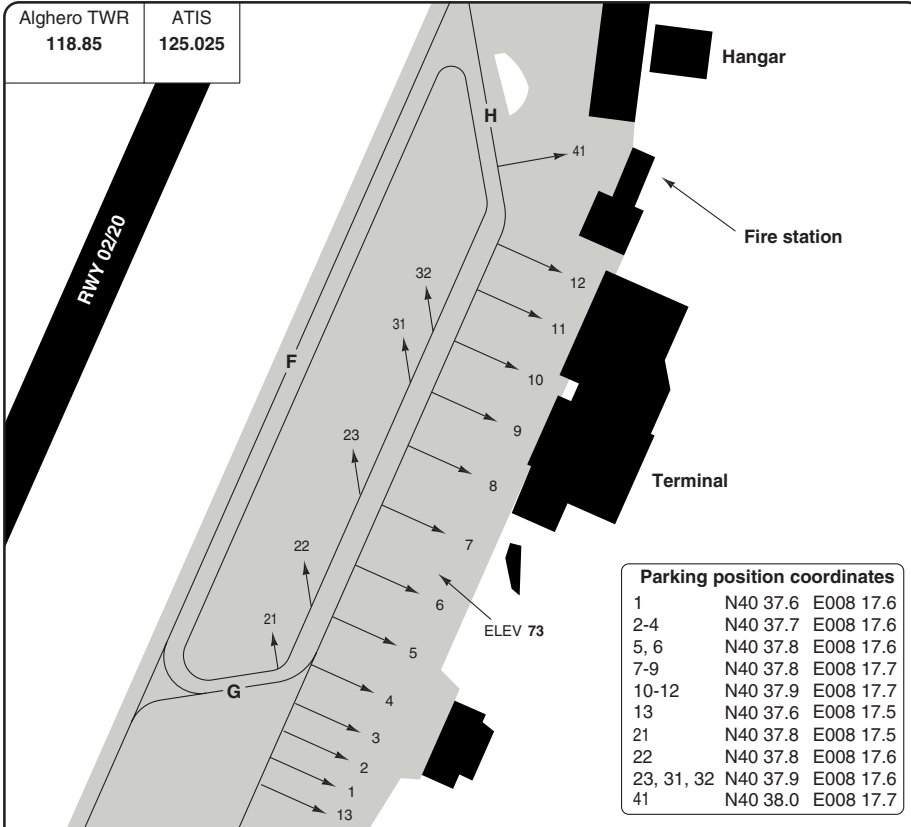 Alghero TWR
118.85
ATIS
125.025
Hangar
H
41
Fire station
RWY 02/20
12
32
11
31
F
10
9
23
8
Terminal
7
22
6
ELEV 73
21
5
G
4
3
2
1
13
Parking position coordinates
1 N40 37.6 E008 17.6
2-4 N40 37.7 E008 17.6
5, 6 N40 37.8 E008 17.6
7-9 N40 37.8 E008 17.7
10-12 N40 37.9 E008 17.7
13 N40 37.6 E008 17.5
21 N40 37.8 E008 17.5
22 N40 37.8 E008 17.6
23, 31, 32 N40 37.9 E008 17.6
41 N40 38.0 E008 17.7